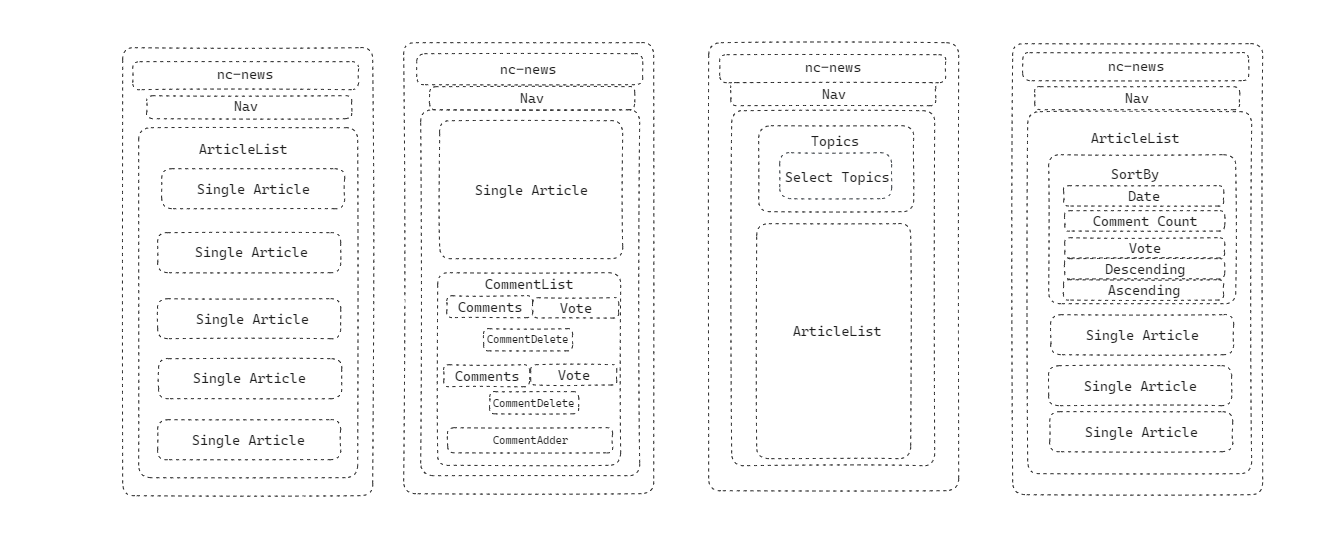 nc-news
Nav
ArticleList
Single Article
Single Article
Single Article
Single Article
Single Article
nc-news
Nav
Single Article
CommentList
Comments
Vote
CommentDelete
Comments
Vote
CommentDelete
CommentAdder
nc-news
Nav
Topics
Select Topics
ArticleList
nc-news
Nav
ArticleList
SortBy
Date
Comment Count
Vote
Descending
Ascending
Single Article
Single Article
Single Article